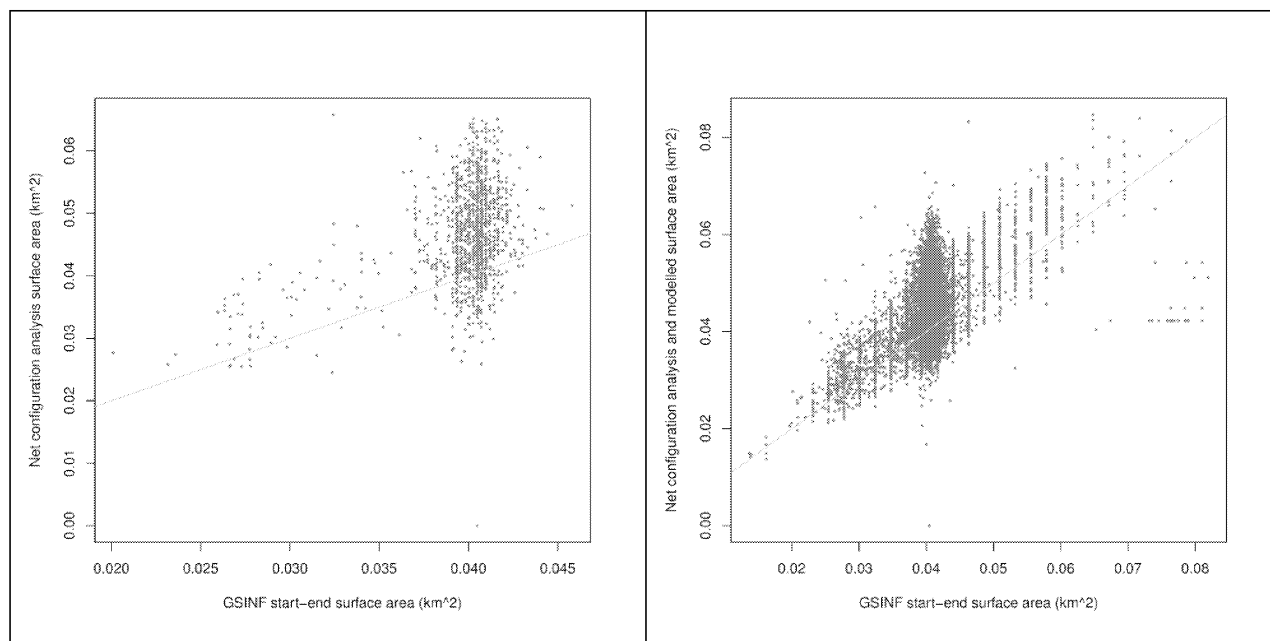 Net configuration analysis surface area (km^2)
0.06
0.05
0.04
0.03
0.02
0.01
0.00
0.020 0.025 0.030 0.035 0.040 0.045
GSINF start-end surface area (km^2)
Net configuration analysis and modelled surface area (km^2)
0.08
0.06
0.04
0.02
0.00
0.02 0.03 0.04 0.05 0.06 0.07 0.08
GSINF start-end surface area (km^2)